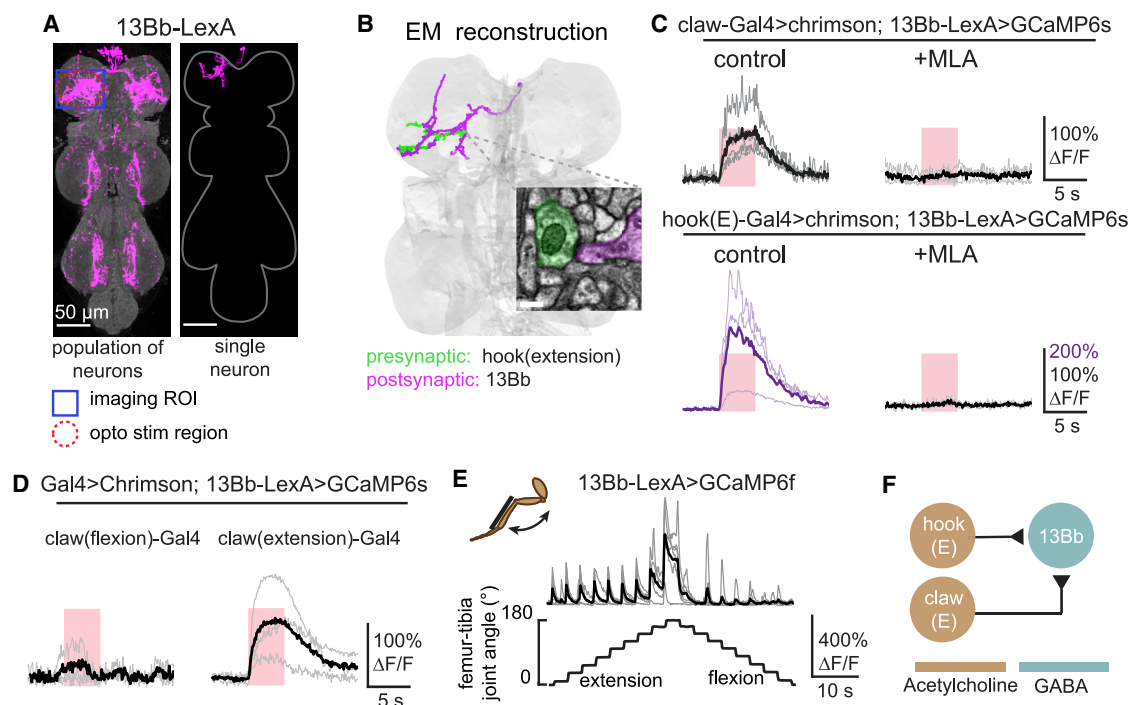 A
13Bb-LexA
50 µm
population of
neurons
single
neuron
imaging ROI
opto stim region
B
EM reconstruction
presynaptic: hook(extension)
postsynaptic: 13Bb
C
claw-Gal4>chrimson; 13Bb-LexA>GCaMP6s
control
+MLA
100%
ΔF/F
5 s
hook(E)-Gal4>chrimson; 13Bb-LexA>GCaMP6s
control
+MLA
200%
100%
ΔF/F
5 s
D
Gal4>Chrimson; 13Bb-LexA>GCaMP6s
claw(flexion)-Gal4
claw(extension)-Gal4
100%
ΔF/F
5 s
E
13Bb-LexA>GCaMP6f
femur-tibia
joint angle (°)
180
0
extension
flexion
400%
ΔF/F
10 s
F
hook
(E)
13Bb
claw
(E)
Acetylcholine
GABA